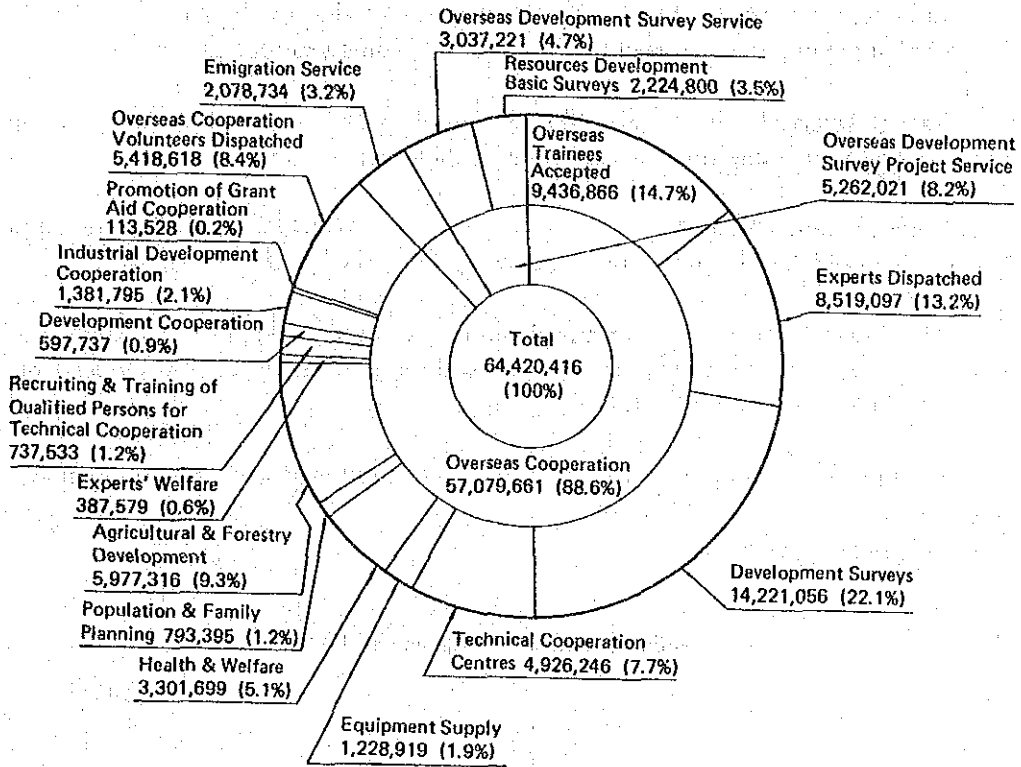 Overseas Development Survey Service
3,037,221 (4.7%)
Resources Development
Basic Surveys 2,224,800 (3.5%)
Emigration Service
2,078,734 (3.2%)
Overseas Cooperation
Volunteers Dispatched
5,418,618 (8.4%)
Promotion of Grant
Aid Cooperation
113,528 (0.2%)
Industrial Development
Cooperation
1,381,795 (2.1%)
Development Cooperation
597,737 (0.9%)
Recruiting & Training of
Qualified Persons for
Technical Cooperation
737,533 (1.2%)
Experts' Welfare
387,579 (0.6%)
Agricultural & Forestry
Development
5,977,316 (9.3%)
Population & Family
Planning 793,395 (1.2%)
Health & Welfare
3,301,699 (5.1%)
Equipment Supply
1,228,919 (1.9%)
Technical Cooperation
Centres 4,926,246 (7.7%)
Development Surveys
14,221,056 (22.1%)
Experts Dispatched
8,519,097 (13.2%)
Overseas Development
Survey Project Service
5,262,021 (8.2%)
Overseas
Trainees
Accepted
9,436,866 (14.7%)
Total
64,420,416
(100%)
Overseas Cooperation
57,079,661 (88.6%)